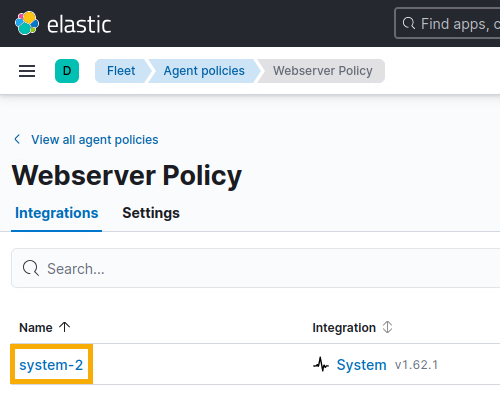 elastic
Find apps, c
D Fleet Agent policies Webserver Policy
View all agent policies
Webserver Policy
Integrations Settings
Search...
Name Integration
system-2 System v1.62.1